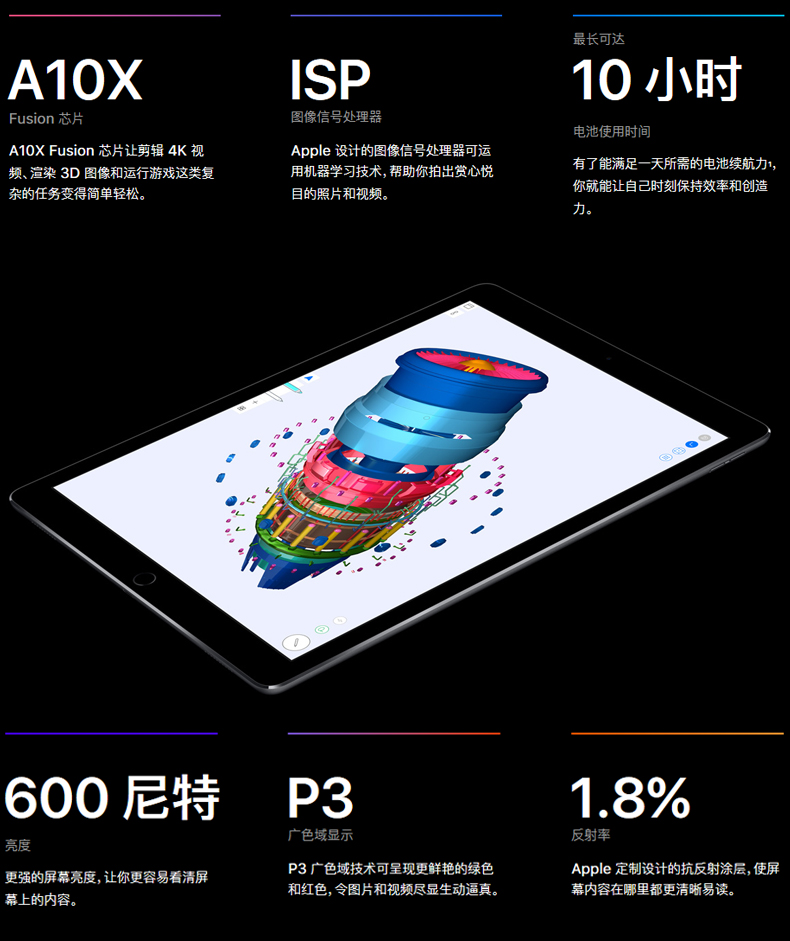 A10X
Fusion 芯片
A10X Fusion 芯片让剪辑 4K 视
频、渲染 3D 图像和运行游戏这类复
杂的任务变得简单轻松。
ISP
图像信号处理器
Apple 设计的图像信号处理器可运
用机器学习技术，帮助你拍出赏心悦
目的照片和视频。
最长可达
10 小时
电池使用时间
有了能满足一天所需的电池续航力1，
你就能让自己时刻保持效率和创造
力。
600 尼特
亮度
更强的屏幕亮度，让你更容易看清屏
幕上的内容。
P3
广色域显示
P3 广色域技术可呈现更鲜艳的绿色
和红色，令图片和视频尽显生动逼真。
1.8%
反射率
Apple 定制设计的抗反射涂层，使屏
幕内容在哪里都更清晰易读。